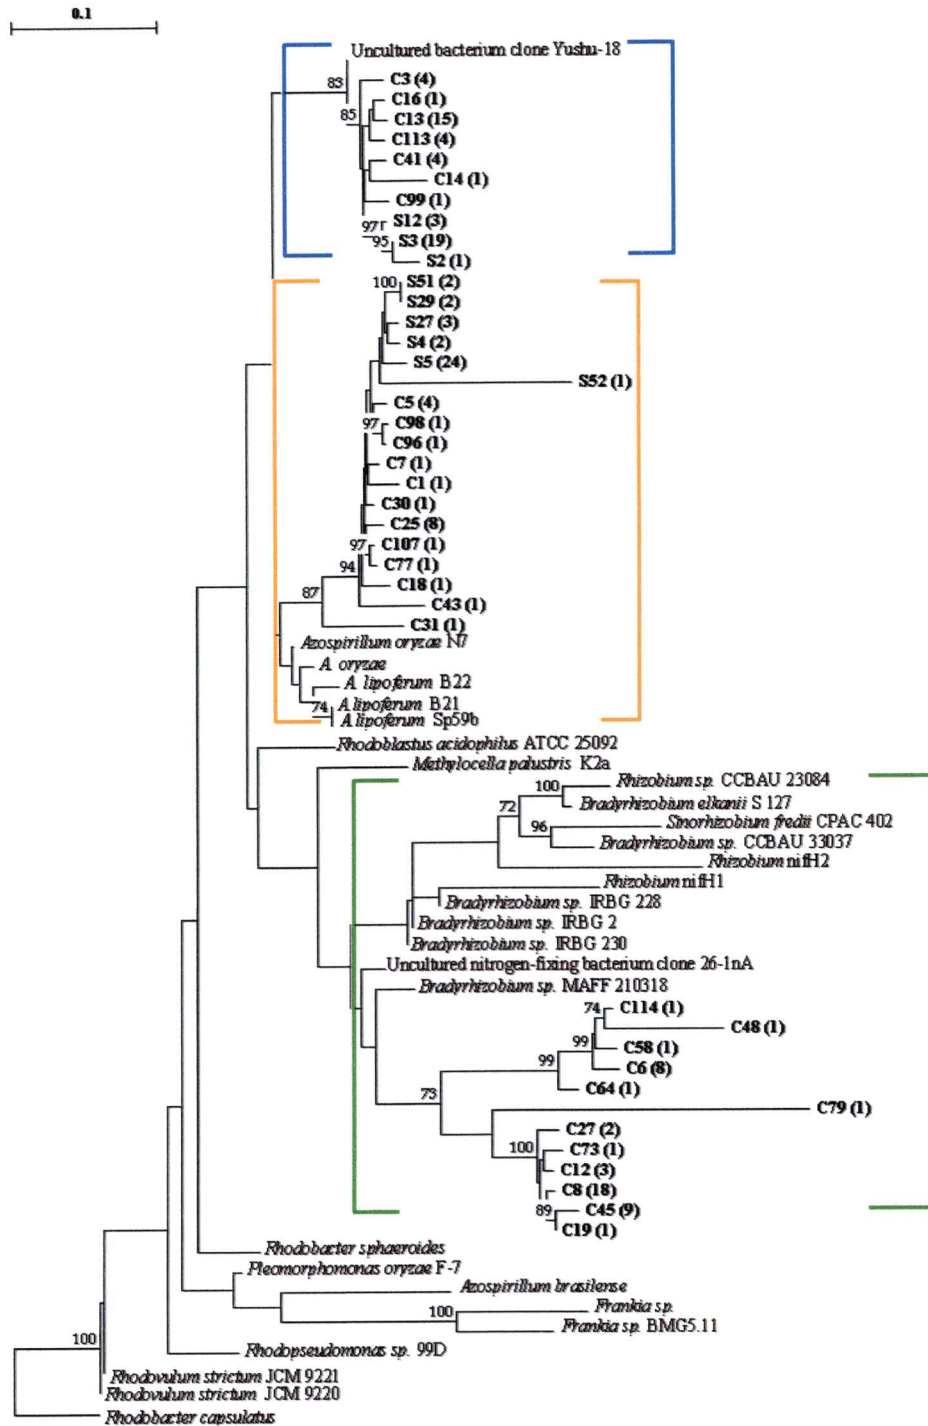 0.1
Uncultured bacterium clone Yushu-18
83
C3 (4)
85
C16 (1)
C13 (15)
C113 (4)
C41 (4)
C14 (1)
C99 (1)
97 S12 (3)
95 S3 (19)
S2 (1)
100 S51 (2)
S29 (2)
S27 (3)
S4 (2)
S5 (24)
S52 (1)
C5 (4)
97 C98 (1)
C96 (1)
C7 (1)
C1 (1)
C30 (1)
C25 (8)
97 C107 (1)
94 C77 (1)
C18 (1)
87
C43 (1)
C31 (1)
Azospirillum oryzae N7
A. oryzae
A. lipoferum B22
74 A.lipoferum B21
A.lipoferum Sp59b
Rhodoblastus acidophilus ATCC 25092
Methylocella palustris K2a
100 Rhizobium sp. CCBAU 23084
72 Bradyrhizobium elkanii S 127
96 Sinorhizobium fredii CPAC 402
Bradyrhizobium sp. CCBAU 33037
Rhizobium nifH2
Rhizobium nifH1
Bradyrhizobium sp. IRBG 228
Bradyrhizobium sp. IRBG 2
Bradyrhizobium sp. IRBG 230
Uncultured nitrogen-fixing bacterium clone 26-1nA
Bradyrhizobium sp. MAFF 210318
74 C114 (1)
C48 (1)
99 C58 (1)
99 C6 (8)
73 C64 (1)
C79 (1)
C27 (2)
100 C73 (1)
C12 (3)
C8 (18)
89 C45 (9)
C19 (1)
Rhodobacter sphaeroides
Pleomorphomonas oryzae F-7
Azospirillum brasilense
100 Frankia sp.
Frankia sp. BMG5.11
100 Rhodopseudomonas sp. 99D
Rhodovulum strictum JCM 9221
Rhodovulum strictum JCM 9220
Rhodobacter capsulatus